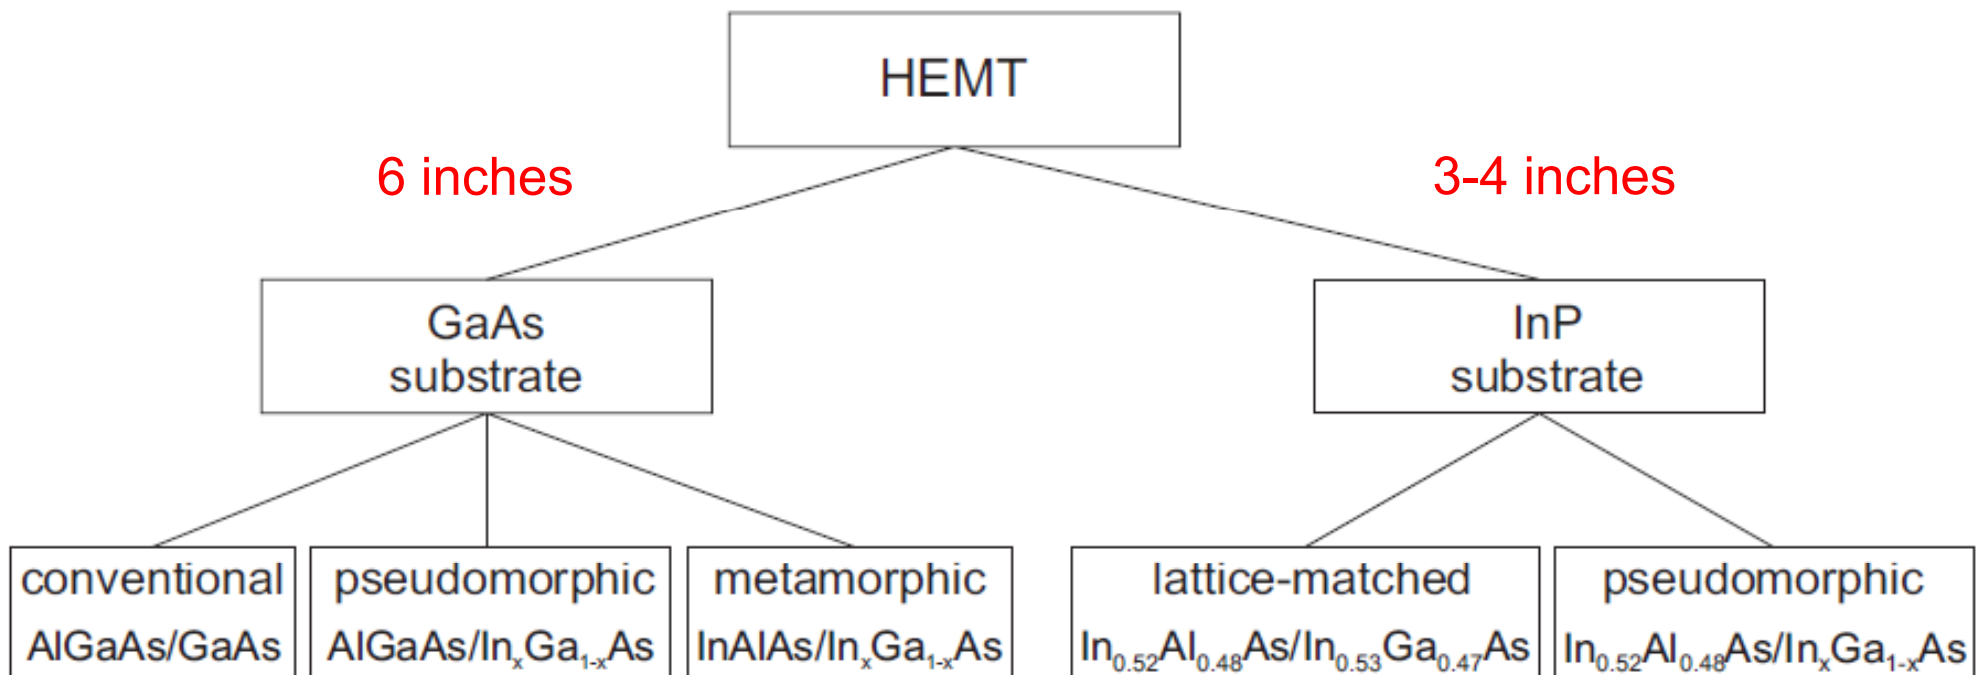 HEMT
6 inches
3-4 inches
GaAs
substrate
InP
substrate
conventional
AlGaAs/GaAs
pseudomorphic
AlGaAs/InₓGa₁₋ₓAs
metamorphic
InAlAs/InₓGa₁₋ₓAs
lattice-matched
In₀.₅₂Al₀.₄₈As/In₀.₅₃Ga₀.₄₇As
pseudomorphic
In₀.₅₂Al₀.₄₈As/InₓGa₁₋ₓAs